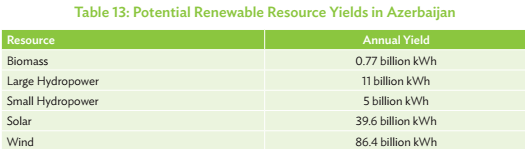 Table 13: Potential Renewable Resource Yields in Azerbaijan
Resource Annual Yield
Biomass 0.77 billion kWh
Large Hydropower 11 billion kWh
Small Hydropower 5 billion kWh
Solar 39.6 billion kWh
Wind 86.4 billion kWh